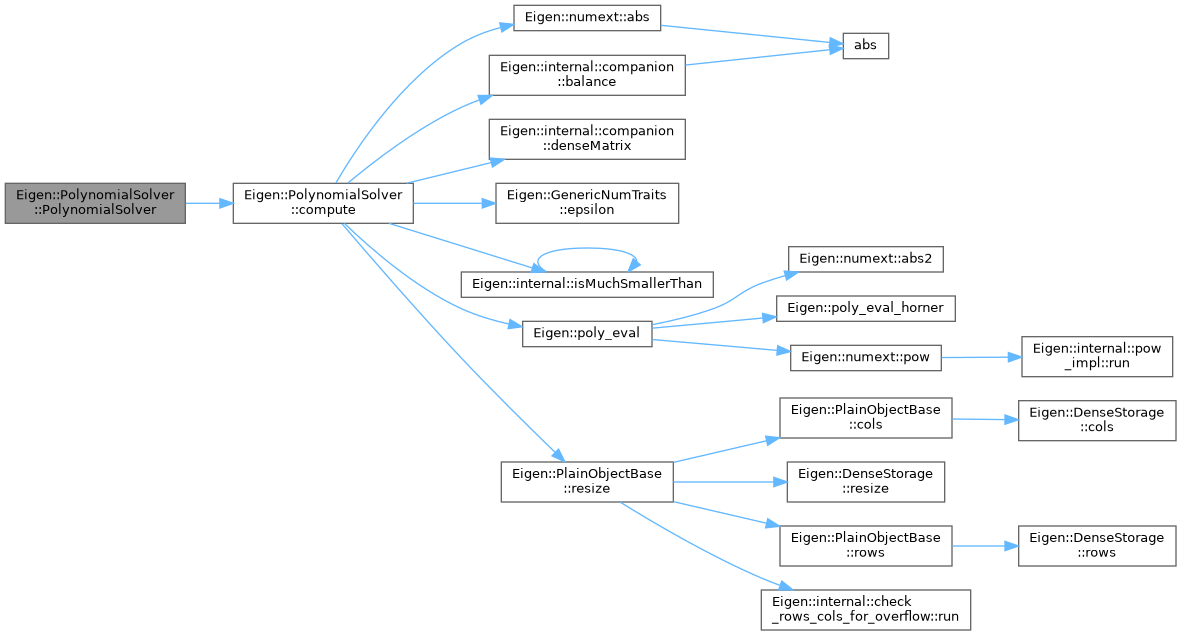 Eigen::PolynomialSolver
::PolynomialSolver
Eigen::PolynomialSolver
::compute
Eigen::numext::abs
abs
Eigen::internal::companion
::balance
Eigen::internal::companion
::denseMatrix
Eigen::GenericNumTraits
::epsilon
Eigen::internal::isMuchSmallerThan
Eigen::poly_eval
Eigen::numext::abs2
Eigen::poly_eval_horner
Eigen::numext::pow
Eigen::internal::pow
_impl::run
Eigen::PlainObjectBase
::resize
Eigen::PlainObjectBase
::cols
Eigen::DenseStorage
::cols
Eigen::DenseStorage
::resize
Eigen::PlainObjectBase
::rows
Eigen::DenseStorage
::rows
Eigen::internal::check
_rows_cols_for_overflow::run